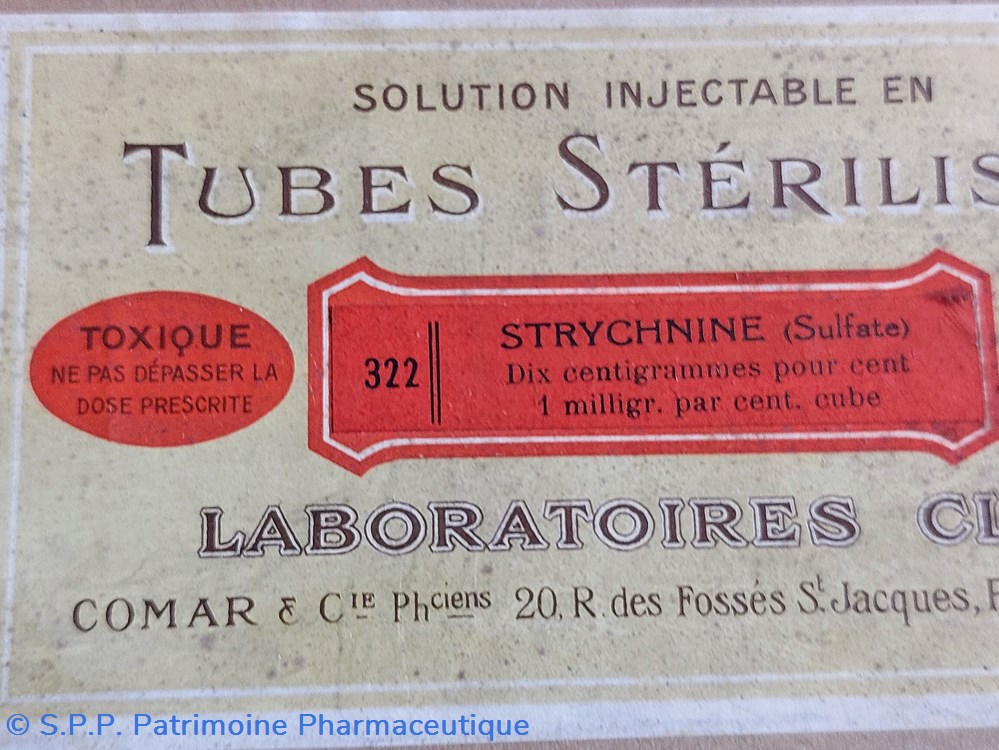 SOLUTION INJECTABLE EN
TUBES STÉRILIS
TOXIQUE
NE PAS DÉPASSER LA
DOSE PRESCRITE
322
STRYCHNINE (Sulfate)
Dix centigrammes pour cent
1 milligr. par cent. cube
LABORATOIRES CL
COMAR & CIE Phciens 20, R. des Fossés St. Jacques,
© S.P.P. Patrimoine Pharmaceutique